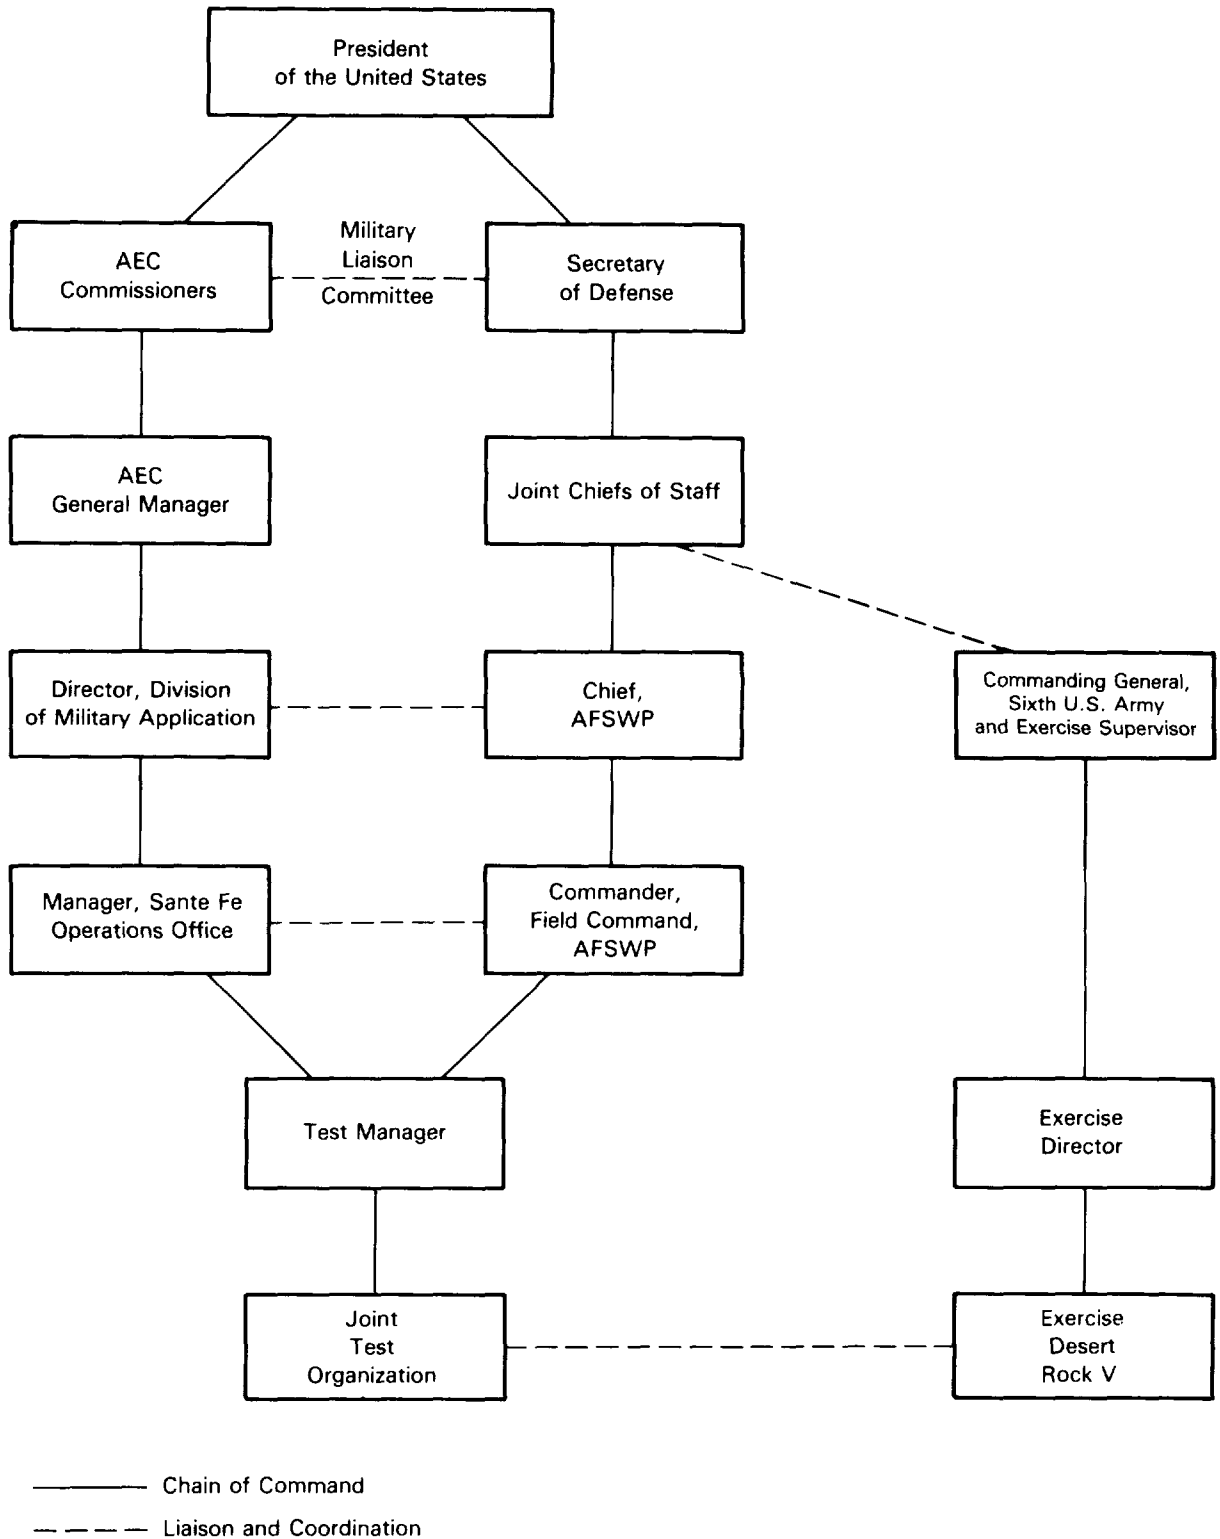 President
of the United States
AEC
Commissioners
Military
Liaison
Committee
Secretary
of Defense
AEC
General Manager
Joint Chiefs of Staff
Director, Division
of Military Application
Chief,
AFSWP
Commanding General,
Sixth U.S. Army
and Exercise Supervisor
Manager, Sante Fe
Operations Office
Commander,
Field Command,
AFSWP
Test Manager
Exercise
Director
Joint
Test
Organization
Exercise
Desert
Rock V
Chain of Command
Liaison and Coordination